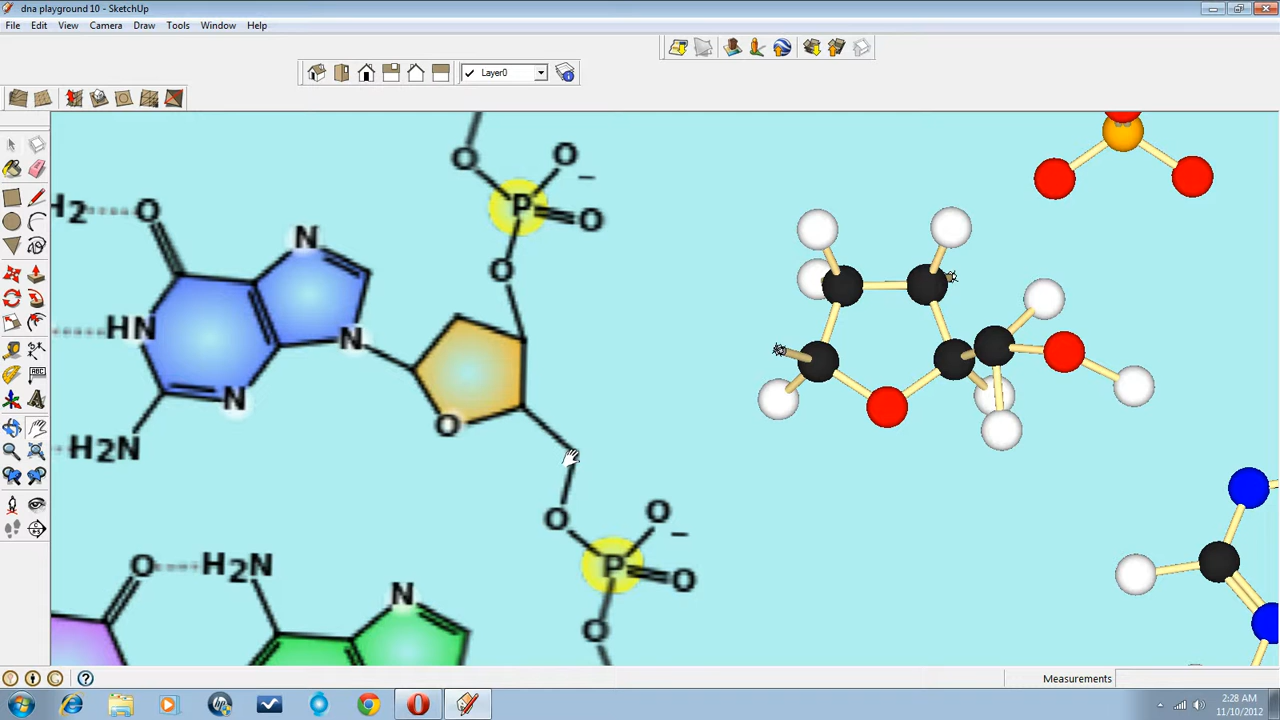 dna playground 10 - SketchUp
File Edit View Camera Draw Tools Window Help
Layer0
O O
P − O
H2 O N O
HN N
N O
H2N
O O −
P O
O H2N N O
Measurements
2:28 AM
11/10/2012